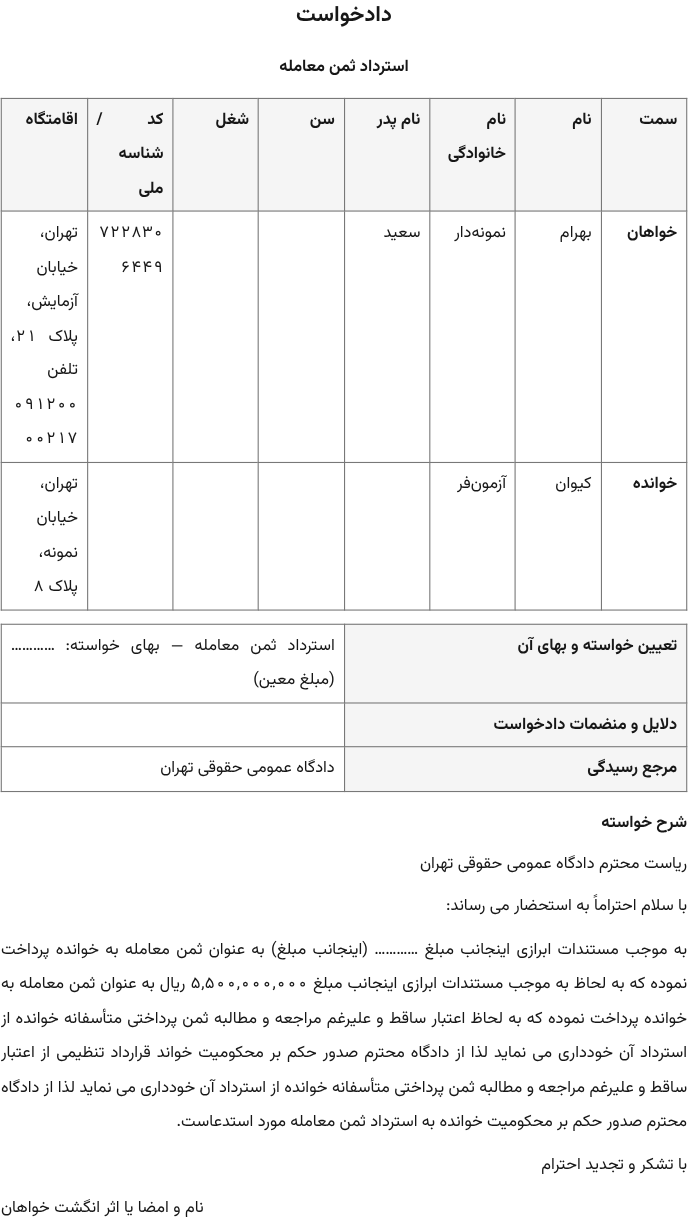 دادخواست
استرداد ثمن معامله
سمت
نام
نام
خانوادگی
نام پدر
سن
شغل
کد /
شناسه
ملی
اقامتگاه
خواهان
بهرام
نمونه‌دار
سعید
۷۲۲۸۳۰
۶۴۴۹
تهران،
خیابان
آزمایش،
پلاک ۲۱،
تلفن
۰۹۱۲۰۰
۰۰۲۱۷
خوانده
کیوان
آزمون‌فر
تهران،
خیابان
نمونه،
پلاک ۸
تعیین خواسته و بهای آن
استرداد ثمن معامله – بهای خواسته: ............
(مبلغ معین)
دلایل و منضمات دادخواست
مرجع رسیدگی
دادگاه عمومی حقوقی تهران
شرح خواسته
ریاست محترم دادگاه عمومی حقوقی تهران
با سلام احتراماً به استحضار می رساند:
به موجب مستندات ابرازی اینجانب مبلغ ............ (اینجانب مبلغ) به عنوان ثمن معامله به خوانده پرداخت
نموده که به لحاظ به موجب مستندات ابرازی اینجانب مبلغ ۵,۵۰۰,۰۰۰,۰۰۰ ریال به عنوان ثمن معامله به
خوانده پرداخت نموده که به لحاظ اعتبار ساقط و علیرغم مراجعه و مطالبه ثمن پرداختی متأسفانه خوانده از
استرداد آن خودداری می نماید لذا از دادگاه محترم صدور حکم بر محکومیت خواند قرارداد تنظیمی از اعتبار
ساقط و علیرغم مراجعه و مطالبه ثمن پرداختی متأسفانه خوانده از استرداد آن خودداری می نماید لذا از دادگاه
محترم صدور حکم بر محکومیت خوانده به استرداد ثمن معامله مورد استدعاست.
با تشکر و تجدید احترام
نام و امضا یا اثر انگشت خواهان